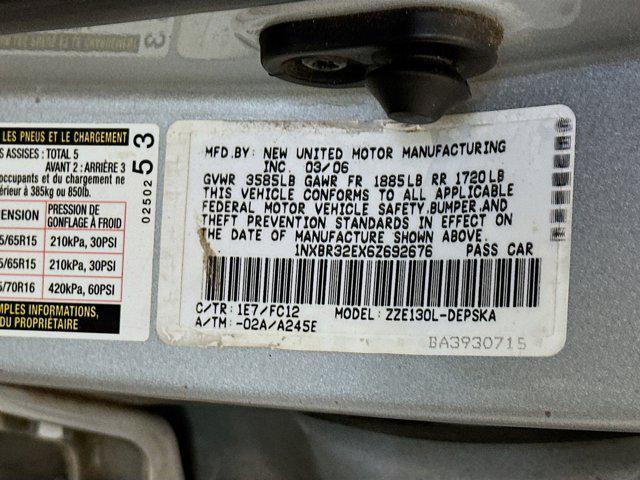 LES PNEUS ET LE CHARGEMENT
ASSISES : TOTAL 5
AVANT 2 : ARRIÈRE 3
occupants et du chargement ne
à 385kg ou 850lb.
PRESSION DE
GONFLAGE À FROID
5/65R15 210kPa, 30PSI
5/65R15 210kPa, 30PSI
/70R16 420kPa, 60PSI
MPLES INFORMATIONS,
DU PROPRIÉTAIRE
02502 53
MFD.BY: NEW UNITED MOTOR MANUFACTURING
INC. 03/06
GVWR 3585LB GAWR FR 1885LB RR 1720LB
THIS VEHICLE CONFORMS TO ALL APPLICABLE
FEDERAL MOTOR VEHICLE SAFETY,BUMPER,AND
THEFT PREVENTION STANDARDS IN EFFECT ON
THE DATE OF MANUFACTURE SHOWN ABOVE.
1NXBR32EX6Z692676 PASS CAR
C/TR: 1E7/FC12 MODEL: ZZE130L-DEPSKA
A/TM: -02A/A245E
BA3930715